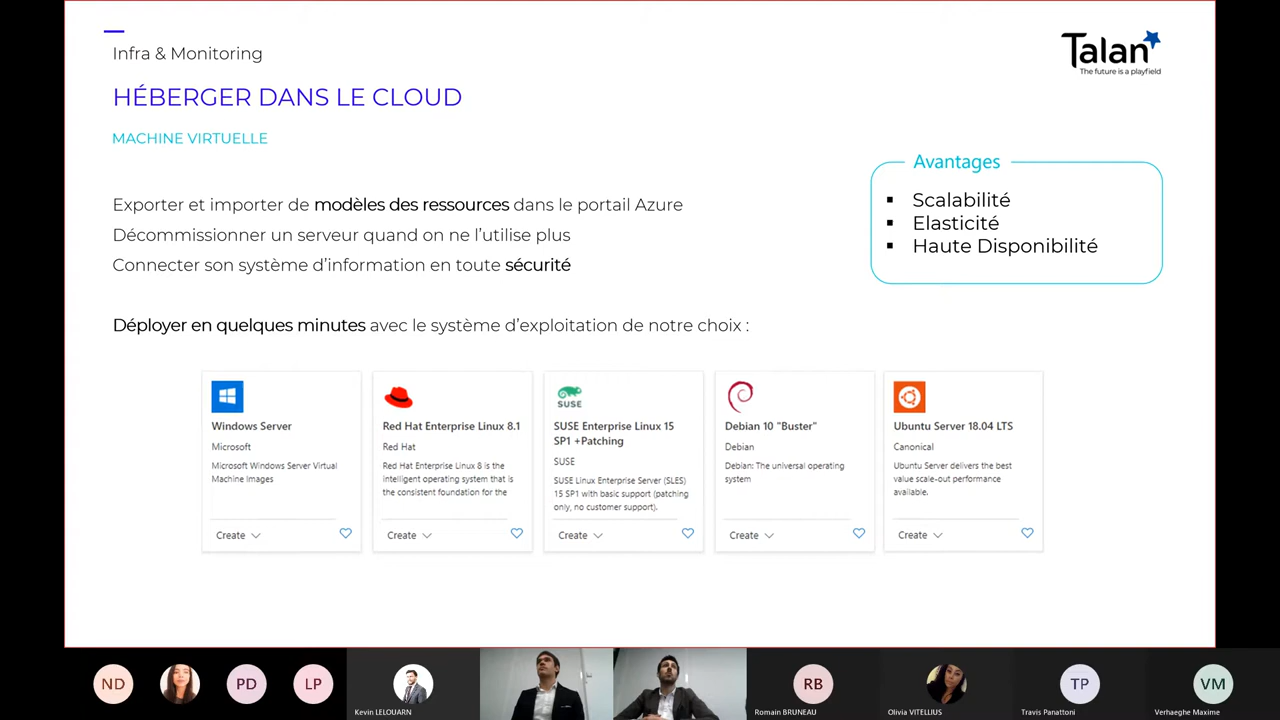 Infra & Monitoring
Talan
The future is a playfield
HÉBERGER DANS LE CLOUD
MACHINE VIRTUELLE
Avantages
▪ Scalabilité
▪ Elasticité
▪ Haute Disponibilité
Exporter et importer de modèles des ressources dans le portail Azure
Décommissionner un serveur quand on ne l’utilise plus
Connecter son système d’information en toute sécurité
Déployer en quelques minutes avec le système d’exploitation de notre choix :
Windows Server
Microsoft
Microsoft Windows Server Virtual
Machine Images
Create
Red Hat Enterprise Linux 8.1
Red Hat
Red Hat Enterprise Linux 8 is the
intelligent operating system that is
the consistent foundation for the
Create
SUSE
SUSE Enterprise Linux 15
SP1 +Patching
SUSE
SUSE Linux Enterprise Server (SLES)
15 SP1 with basic support (patching
only, no customer support).
Create
Debian 10 "Buster"
Debian
Debian: The universal operating
system
Create
Ubuntu Server 18.04 LTS
Canonical
Ubuntu Server delivers the best
value scale-out performance
available.
Create
ND
PD
LP
Kevin LELOUARN
RB
Romain BRUNEAU
Olivia VITELLIUS
TP
Travis Panattoni
VM
Verhaeghe Maxime